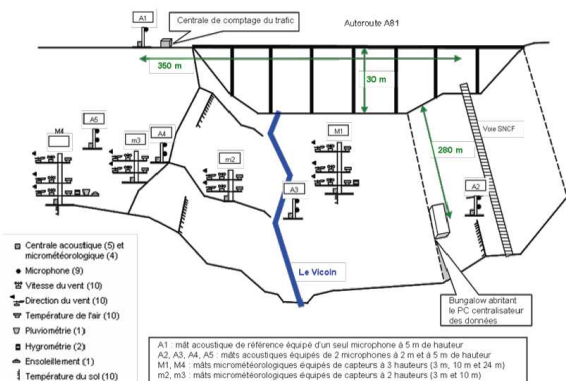 A1
Centrale de comptage du trafic
Autoroute A81
350 m
30 m
M4
A5
m3
A4
m2
M1
A3
280 m
Voie SNCF
A2
Le Vicoin
Bungalow abritant
le PC centralisateur
des données
Centrale acoustique (5) et
micrométéorologique (4)
Microphone (9)
Vitesse du vent (10)
Direction du vent (10)
Température de l'air (10)
Pluviométrie (1)
Hygrométrie (2)
Ensoleillement (1)
Température du sol (10)
A1 : mât acoustique de référence équipé d'un seul microphone à 5 m de hauteur
A2, A3, A4, A5 : mâts acoustiques équipés de 2 microphones à 2 m et à 5 m de hauteur
M1, M4 : mâts micrométéorologiques équipés de capteurs à 3 hauteurs (3 m, 10 m et 24 m)
m2, m3 : mâts micrométéorologiques équipés de capteurs à 2 hauteurs (3 m et 10 m)